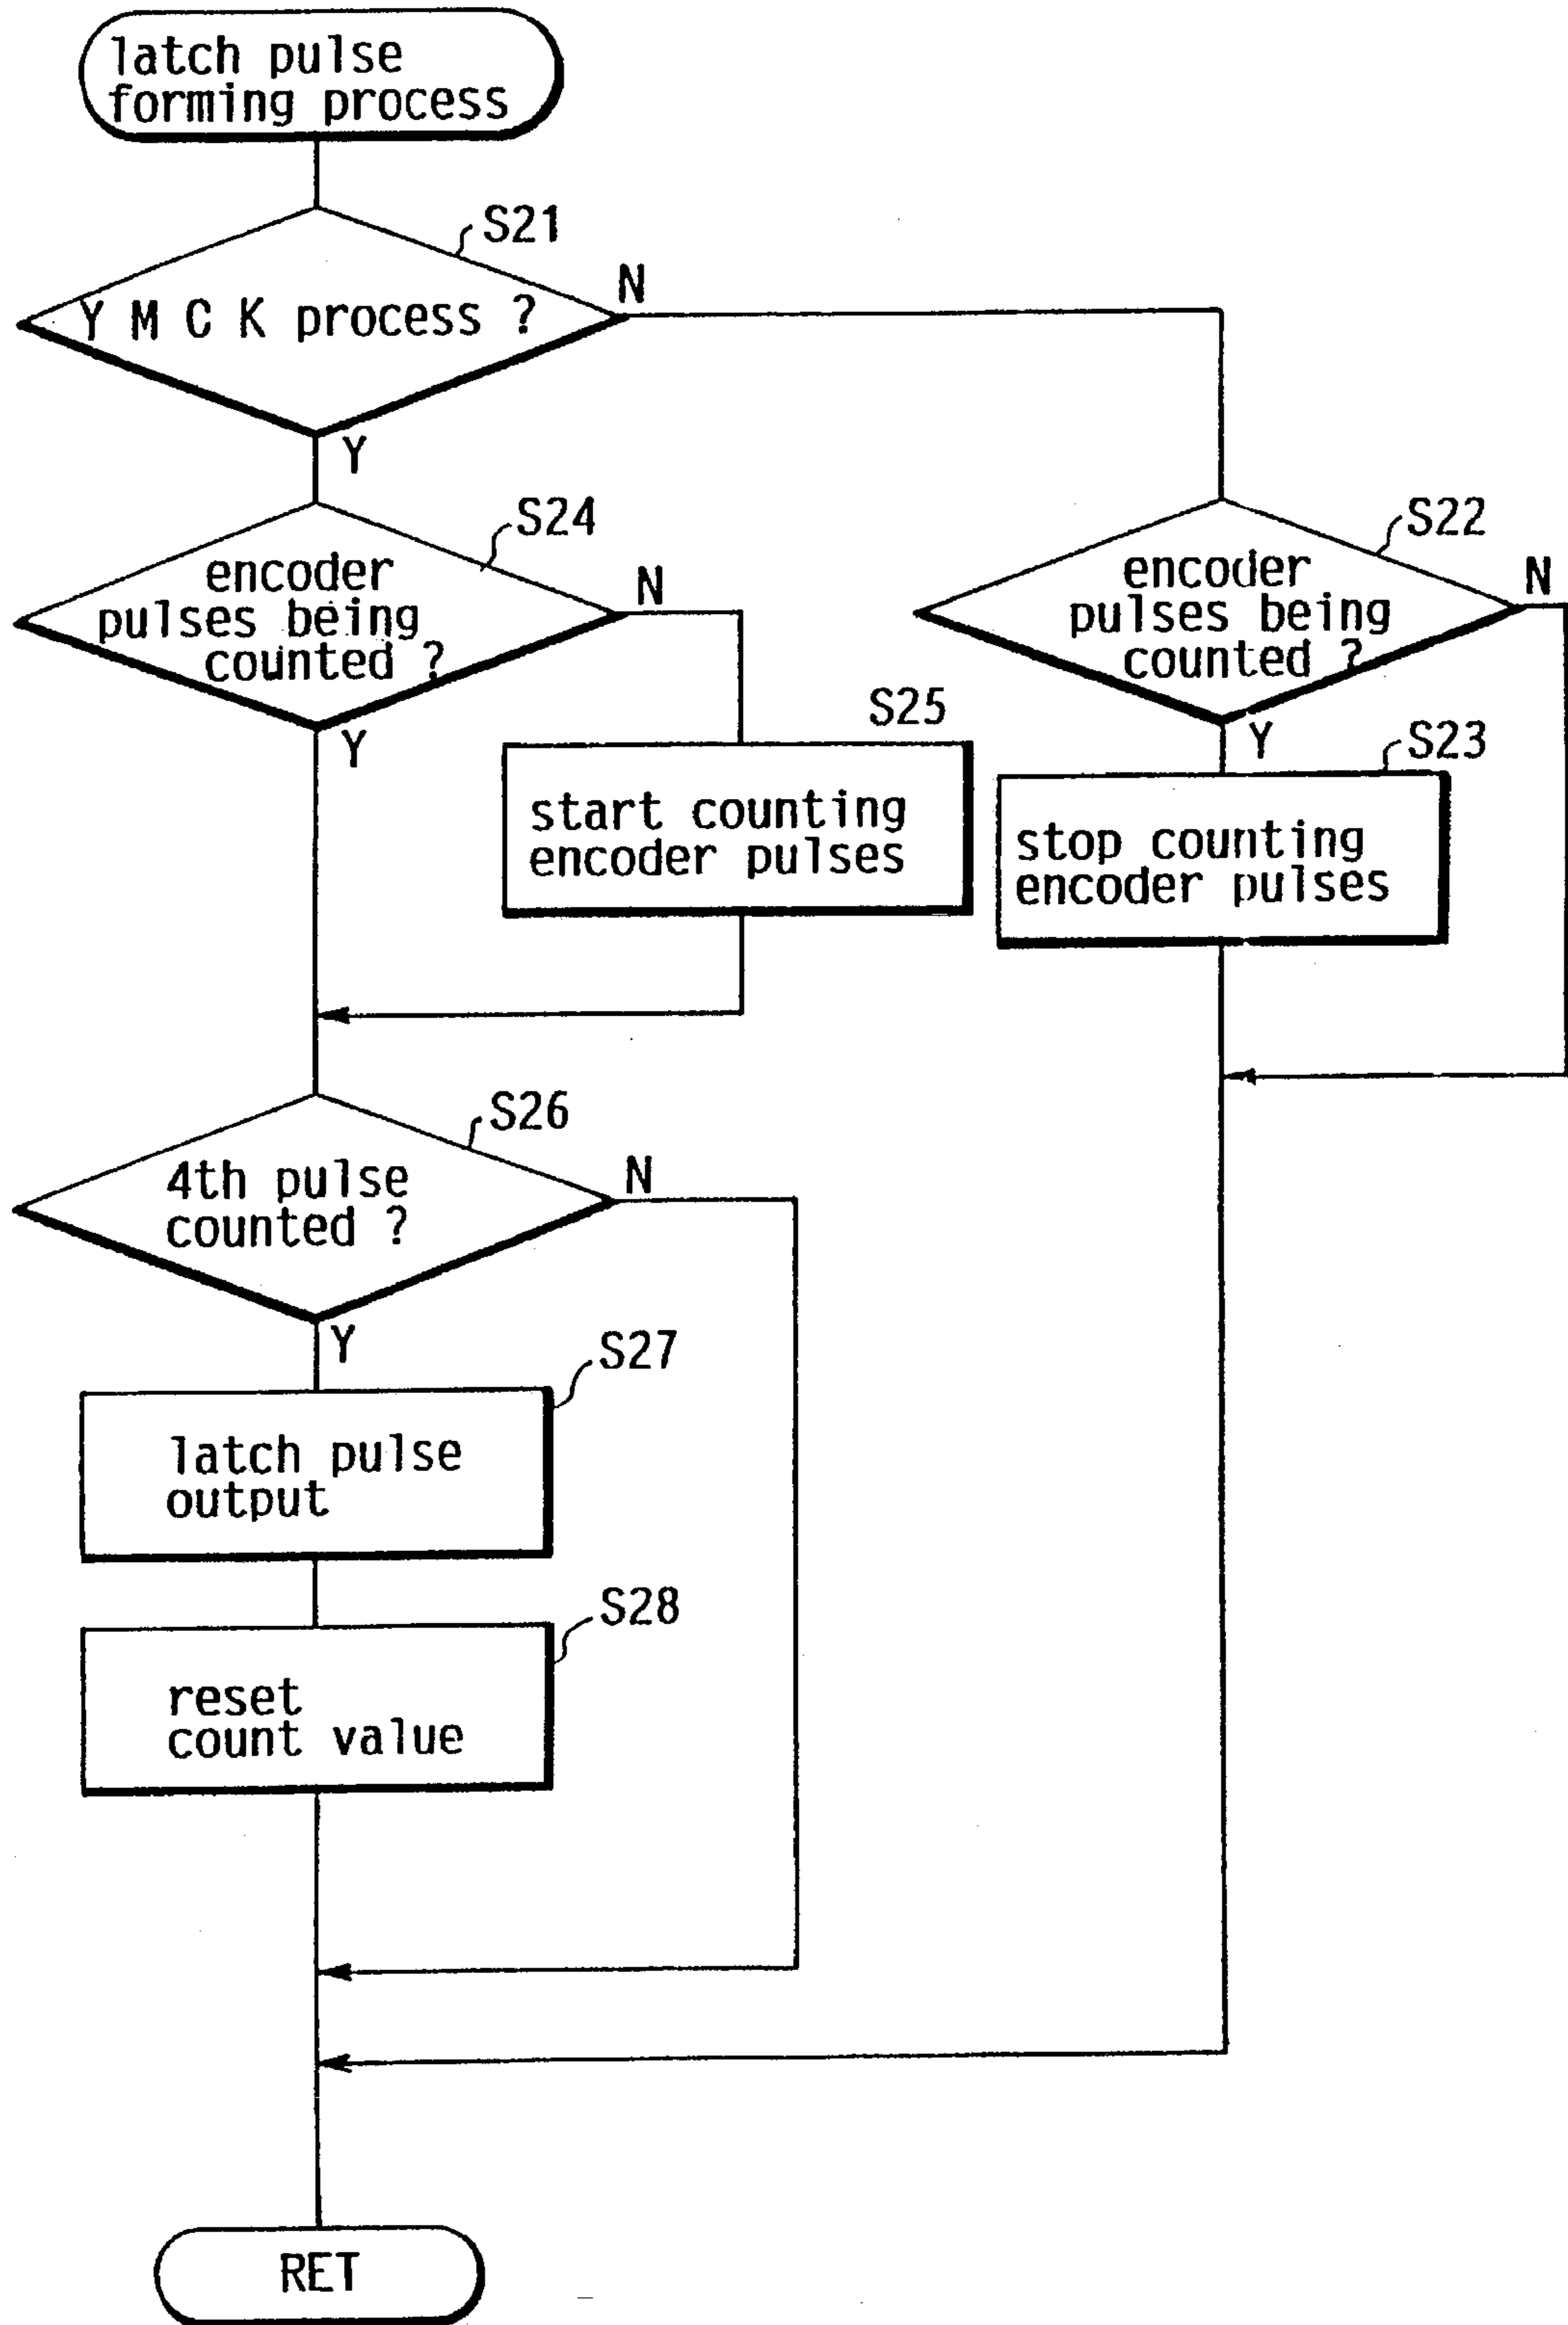 latch pulse
forming process
S21
Y M C K process ?
N
Y
S24
encoder
pulses being
counted ?
N
Y
S22
encoder
pulses being
counted ?
N
Y
S25
start counting
encoder pulses
S23
stop counting
encoder pulses
S26
4th pulse
counted ?
N
Y
S27
latch pulse
output
S28
reset
count value
RET